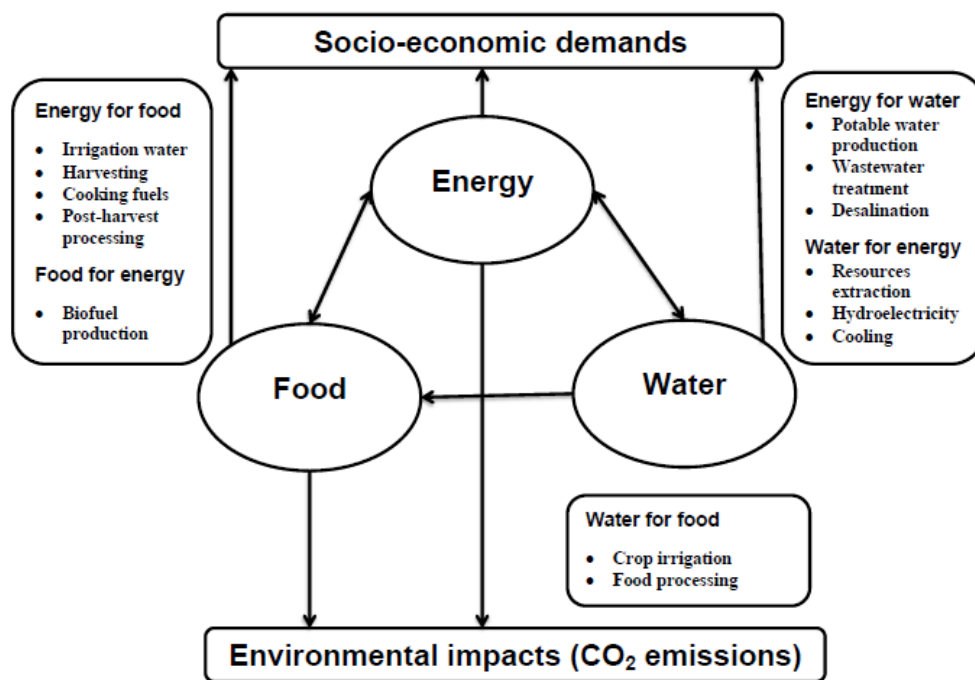 Socio-economic demands
Energy for food
• Irrigation water
• Harvesting
• Cooking fuels
• Post-harvest
processing
Food for energy
• Biofuel
production
Energy for water
• Potable water
production
• Wastewater
treatment
• Desalination
Water for energy
• Resources
extraction
• Hydroelectricity
• Cooling
Energy
Food
Water
Water for food
• Crop irrigation
• Food processing
Environmental impacts (CO₂ emissions)